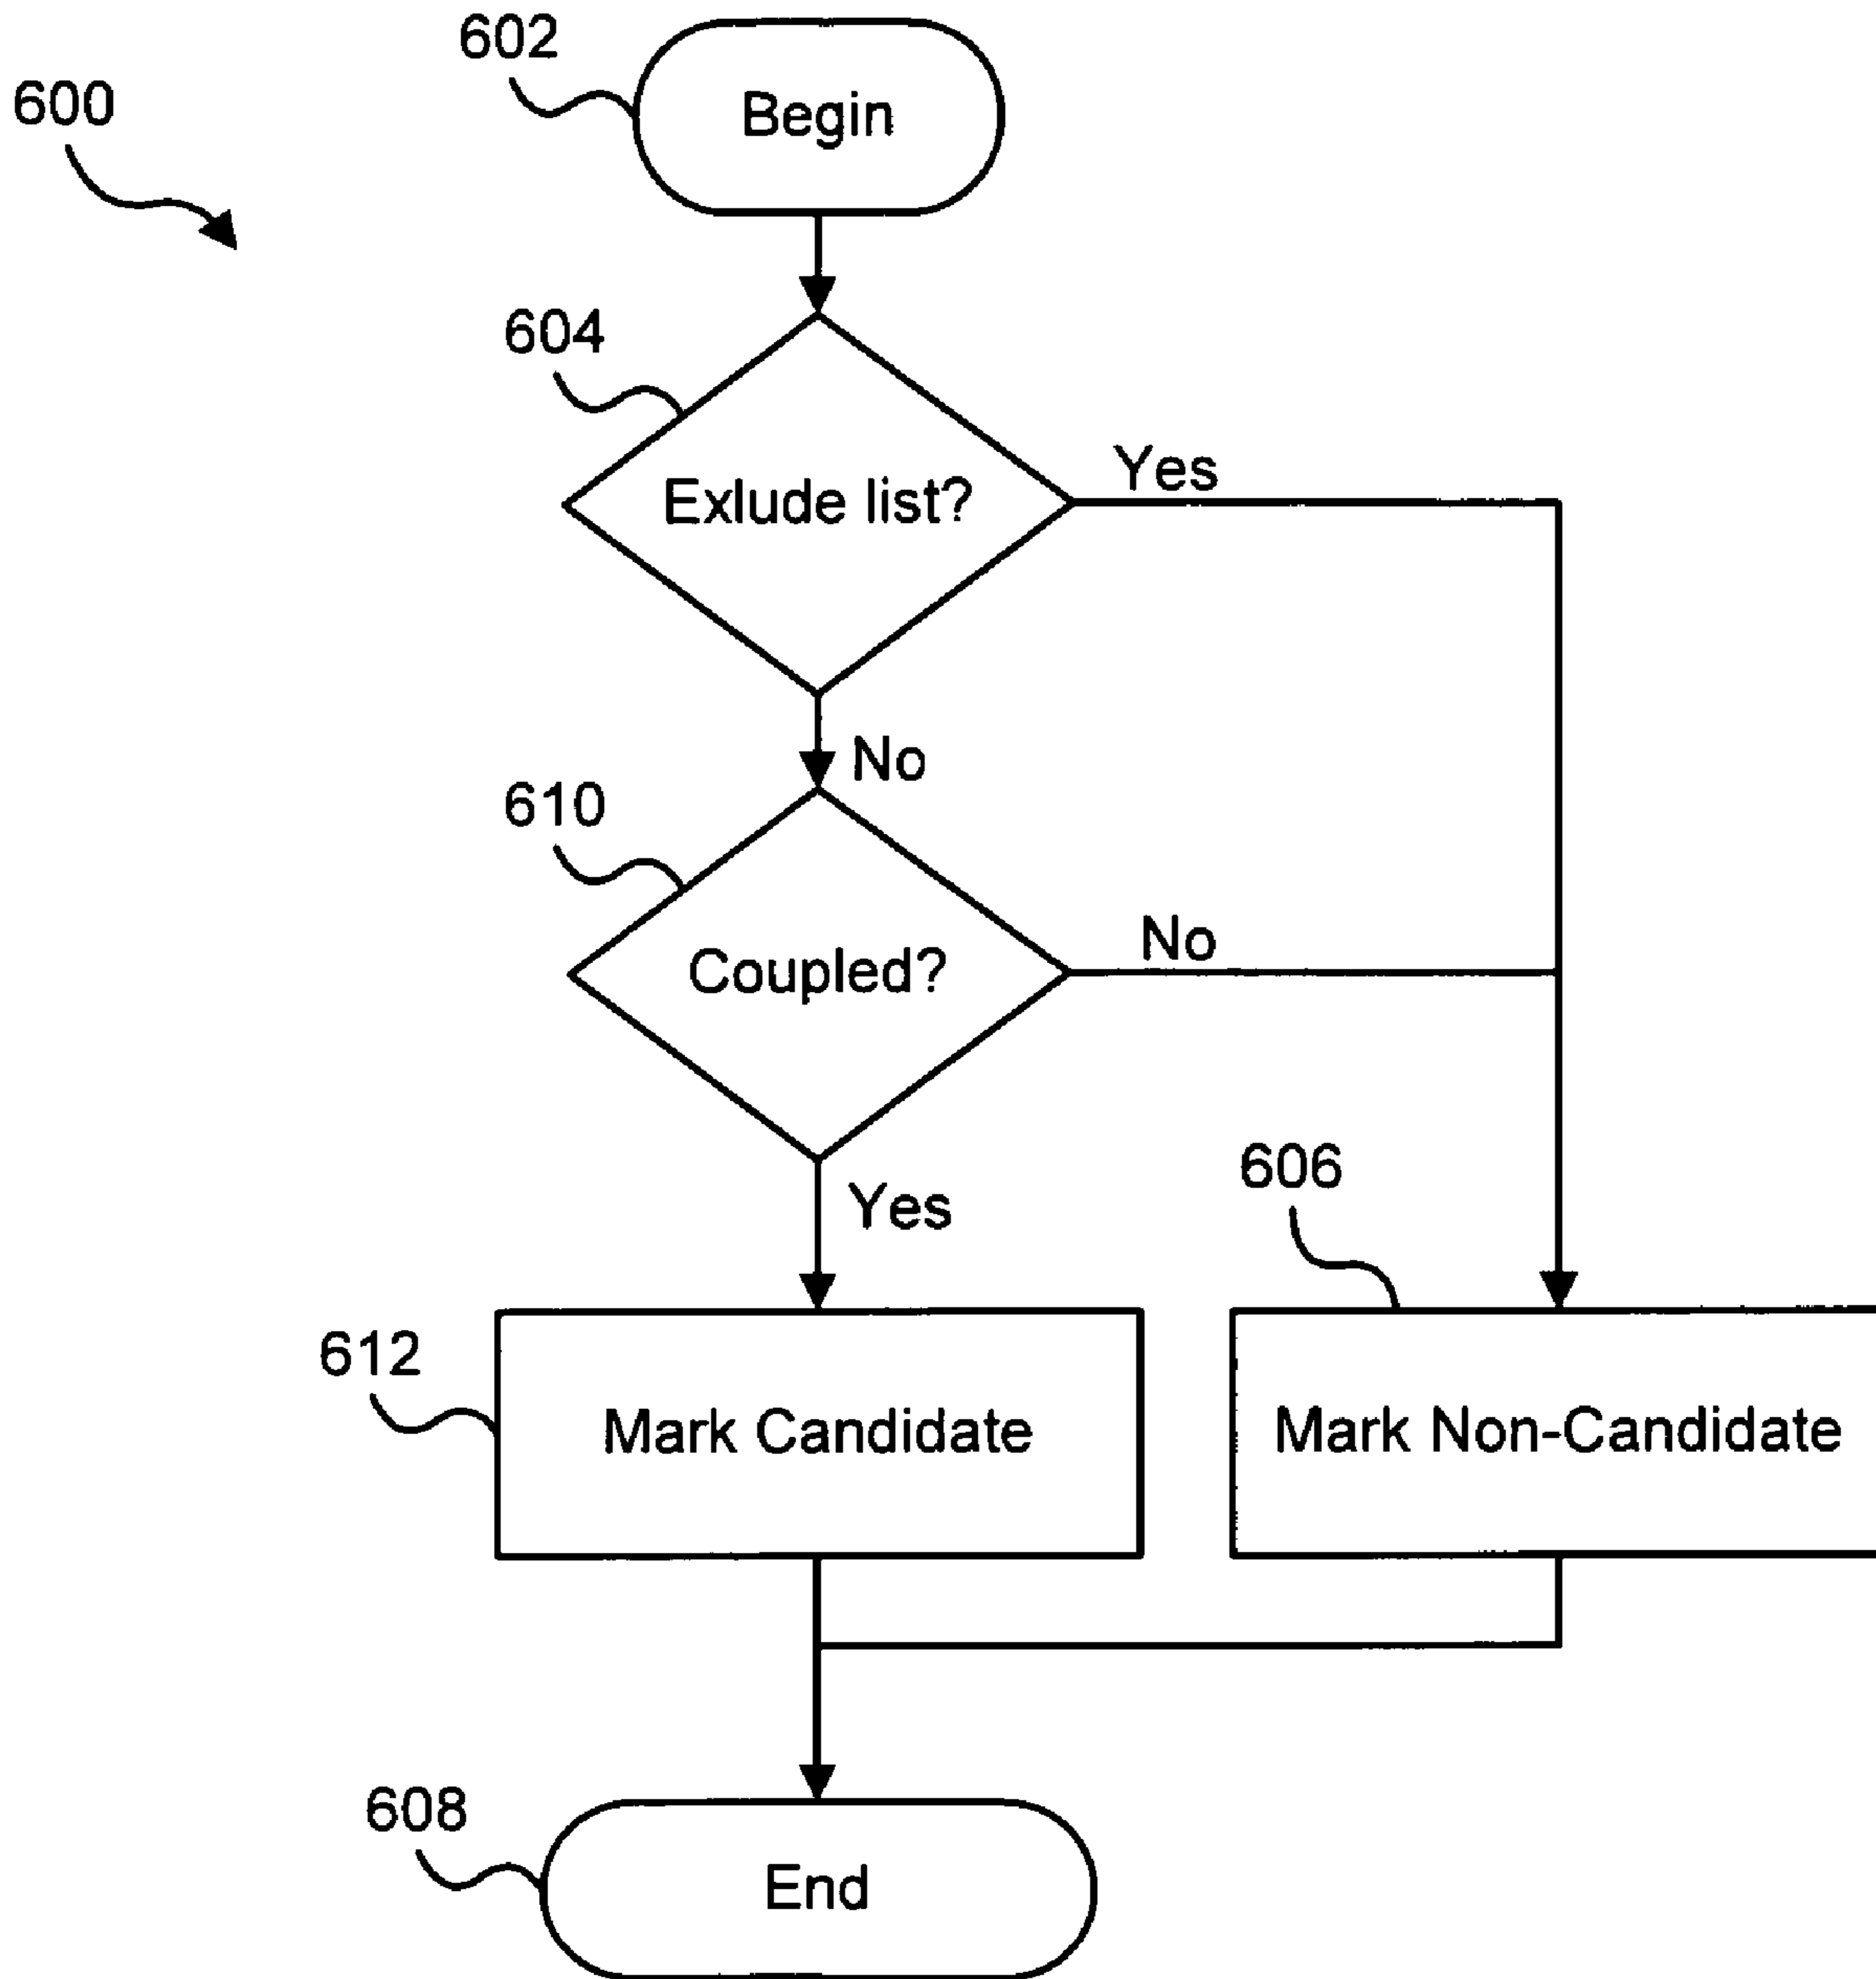 602
600
Begin
604
Exlude list?
Yes
No
610
Coupled?
No
Yes
606
612
Mark Candidate
Mark Non-Candidate
608
End